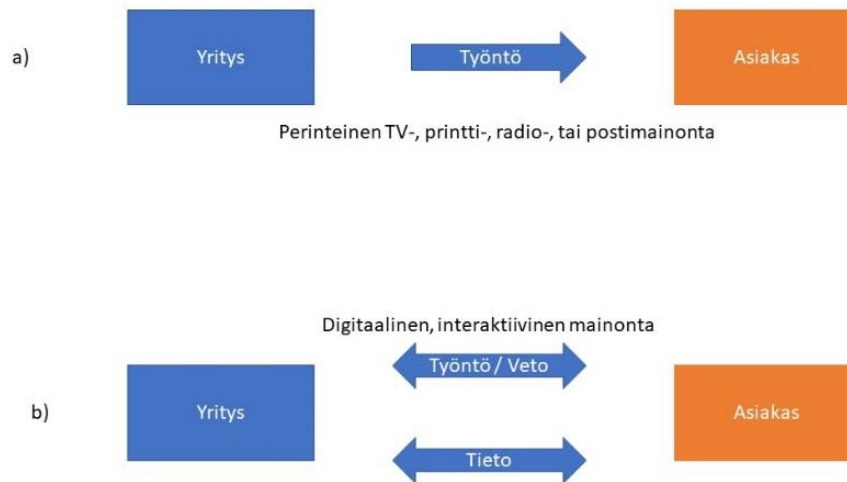 a)
Yritys
Työntö
Asiakas
Perinteinen TV-, printti-, radio-, tai postimainonta
Digitaalinen, interaktiivinen mainonta
Työntö / Veto
b)
Yritys
Asiakas
Tieto